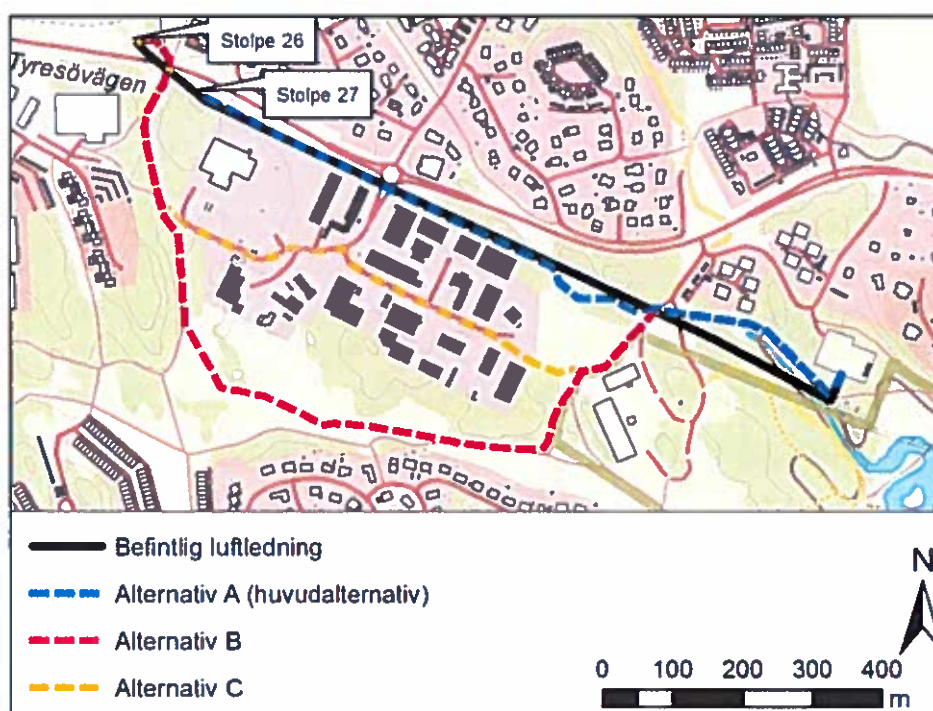 Stolpe 26
Tyresövägen
Stolpe 27
Befintlig luftledning
Alternativ A (huvudalternativ)
Alternativ B
Alternativ C
N
0 100 200 300 400
m